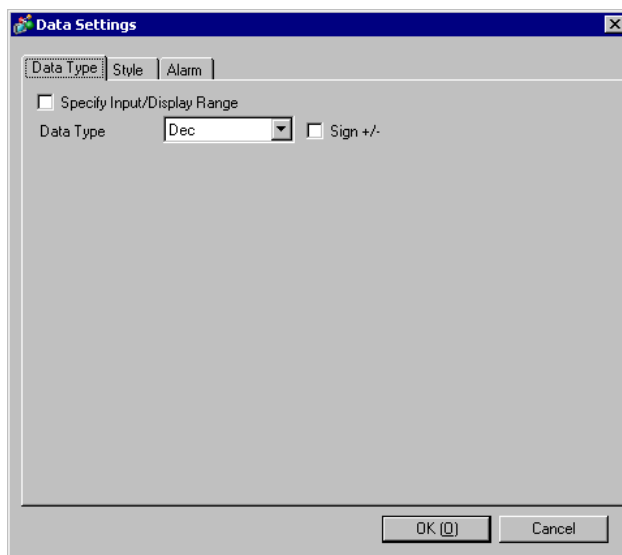 Data Settings
Data Type Style Alarm
Specify Input/Display Range
Data Type Dec Sign +/-
OK (O) Cancel